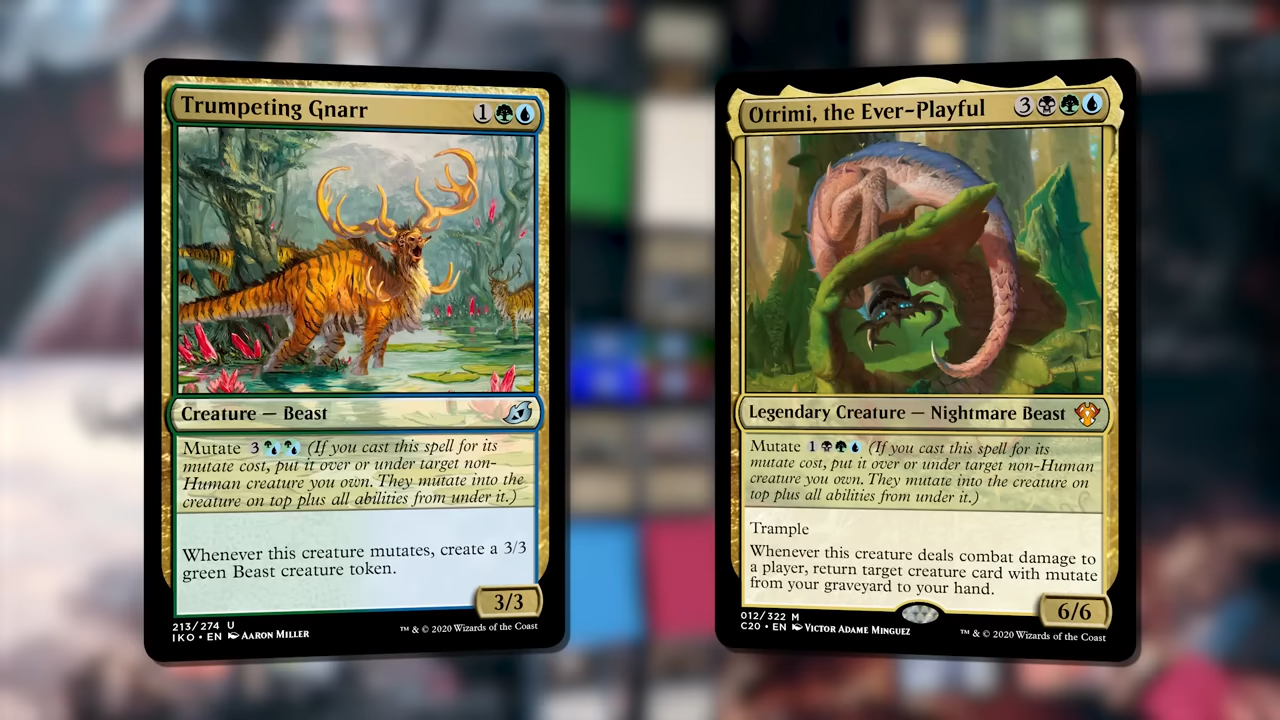 Trumpeting Gnarr 1
Creature — Beast
Mutate 3 (If you cast this spell for its
mutate cost, put it over or under target non-
Human creature you own. They mutate into the
creature on top plus all abilities from under it.)
Whenever this creature mutates, create a 3/3
green Beast creature token.
3/3
213/274 U
IKO • EN AARON MILLER
™ & © 2020 Wizards of the Coast
Otrimi, the Ever-Playful 3
Legendary Creature — Nightmare Beast
Mutate 1 (If you cast this spell for its
mutate cost, put it over or under target non-Human
creature you own. They mutate into the creature on
top plus all abilities from under it.)
Trample
Whenever this creature deals combat damage to
a player, return target creature card with mutate
from your graveyard to your hand.
6/6
012/322 M
C20 • EN VICTOR ADAME MINGUEZ
™ & © 2020 Wizards of the Coast